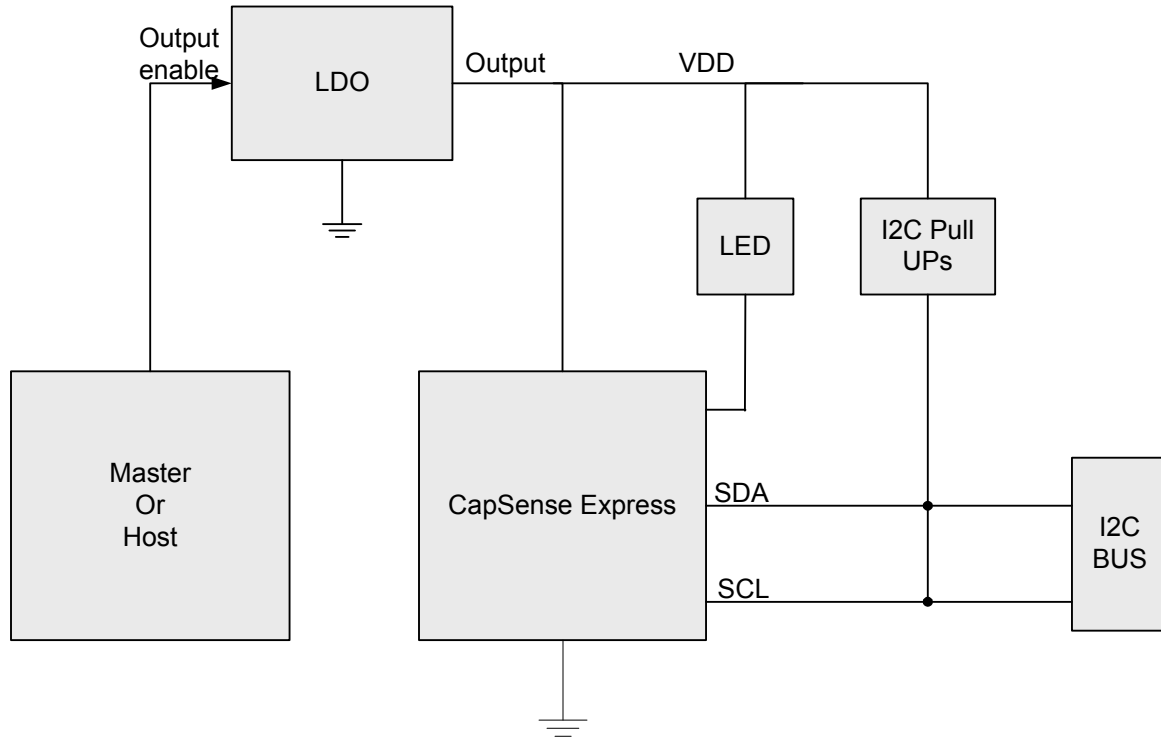 Output
enable
LDO
Output
VDD
LED
I2C Pull
UPs
Master
Or
Host
CapSense Express
SDA
SCL
I2C
BUS